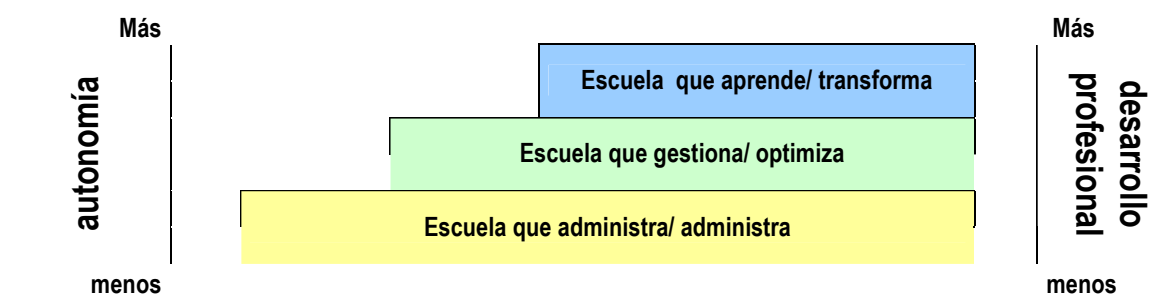 Más
Más
autonomía
desarrollo
profesional
Escuela que aprende/ transforma
Escuela que gestiona/ optimiza
Escuela que administra/ administra
menos
menos